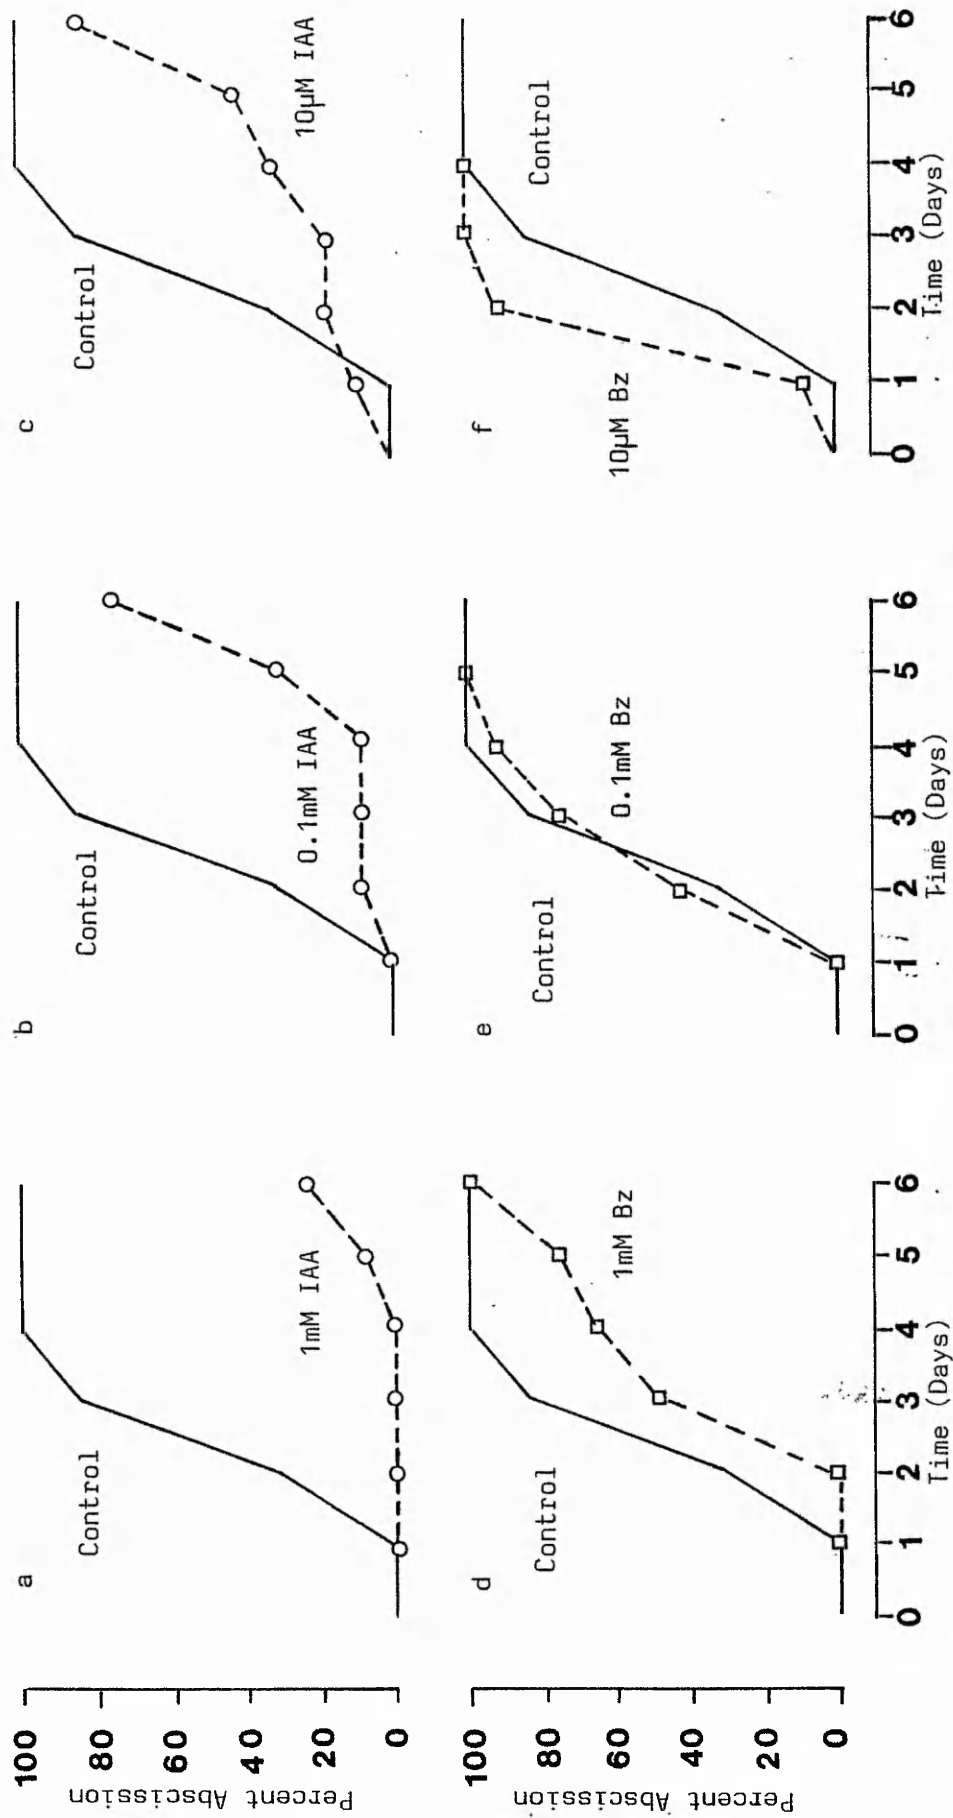 a
b
c
Percent Abscission
100
80
60
40
20
0
Control
1mM IAA
Control
0.1mM IAA
Control
10µM IAA
d
e
f
Percent Abscission
100
80
60
40
20
0
Control
1mM Bz
Control
0.1mM Bz
Control
10µM Bz
0 1 2 3 4 5 6
Time (Days)
0 1 2 3 4 5 6
Time (Days)
0 1 2 3 4 5 6
Time (Days)